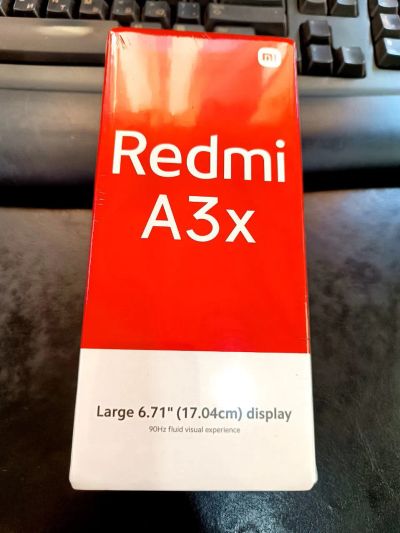 mi
Redmi
A3x
Large 6.71" (17.04cm) display
90Hz fluid visual experience